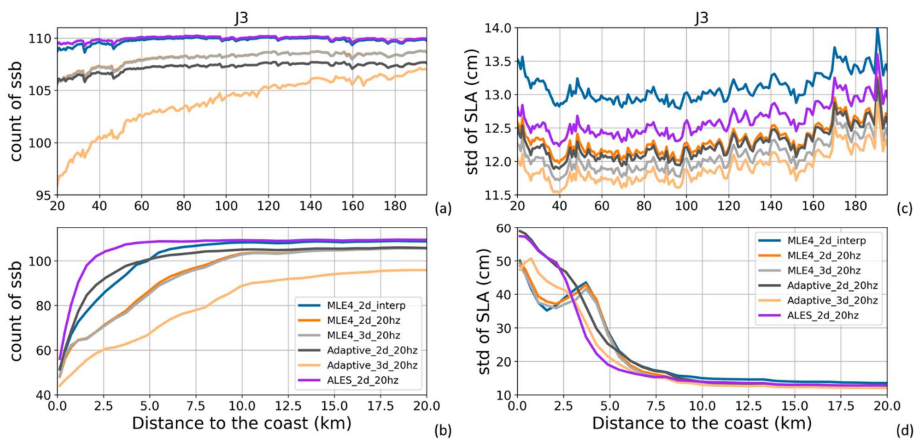 J3
count of ssb
110
105
100
95
20 40 60 80 100 120 140 160 180
(a)
J3
std of SLA (cm)
14.0
13.5
13.0
12.5
12.0
11.5
20 40 60 80 100 120 140 160 180
(c)
count of ssb
100
80
60
40
MLE4_2d_interp
MLE4_2d_20hz
MLE4_3d_20hz
Adaptive_2d_20hz
Adaptive_3d_20hz
ALES_2d_20hz
0.0 2.5 5.0 7.5 10.0 12.5 15.0 17.5 20.0
Distance to the coast (km)
(b)
std of SLA (cm)
60
50
40
30
20
10
MLE4_2d_interp
MLE4_2d_20hz
MLE4_3d_20hz
Adaptive_2d_20hz
Adaptive_3d_20hz
ALES_2d_20hz
0.0 2.5 5.0 7.5 10.0 12.5 15.0 17.5 20.0
Distance to the coast (km)
(d)